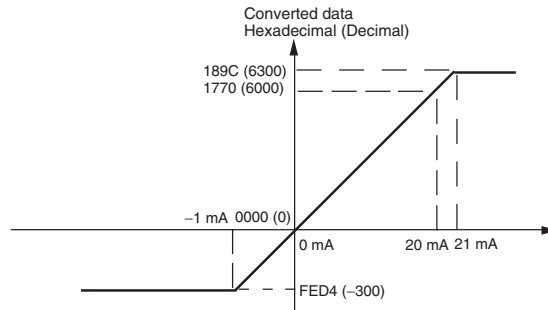 Converted data
Hexadecimal (Decimal)
189C (6300)
1770 (6000)
−1 mA 0000 (0)
0 mA
20 mA
21 mA
FED4 (−300)